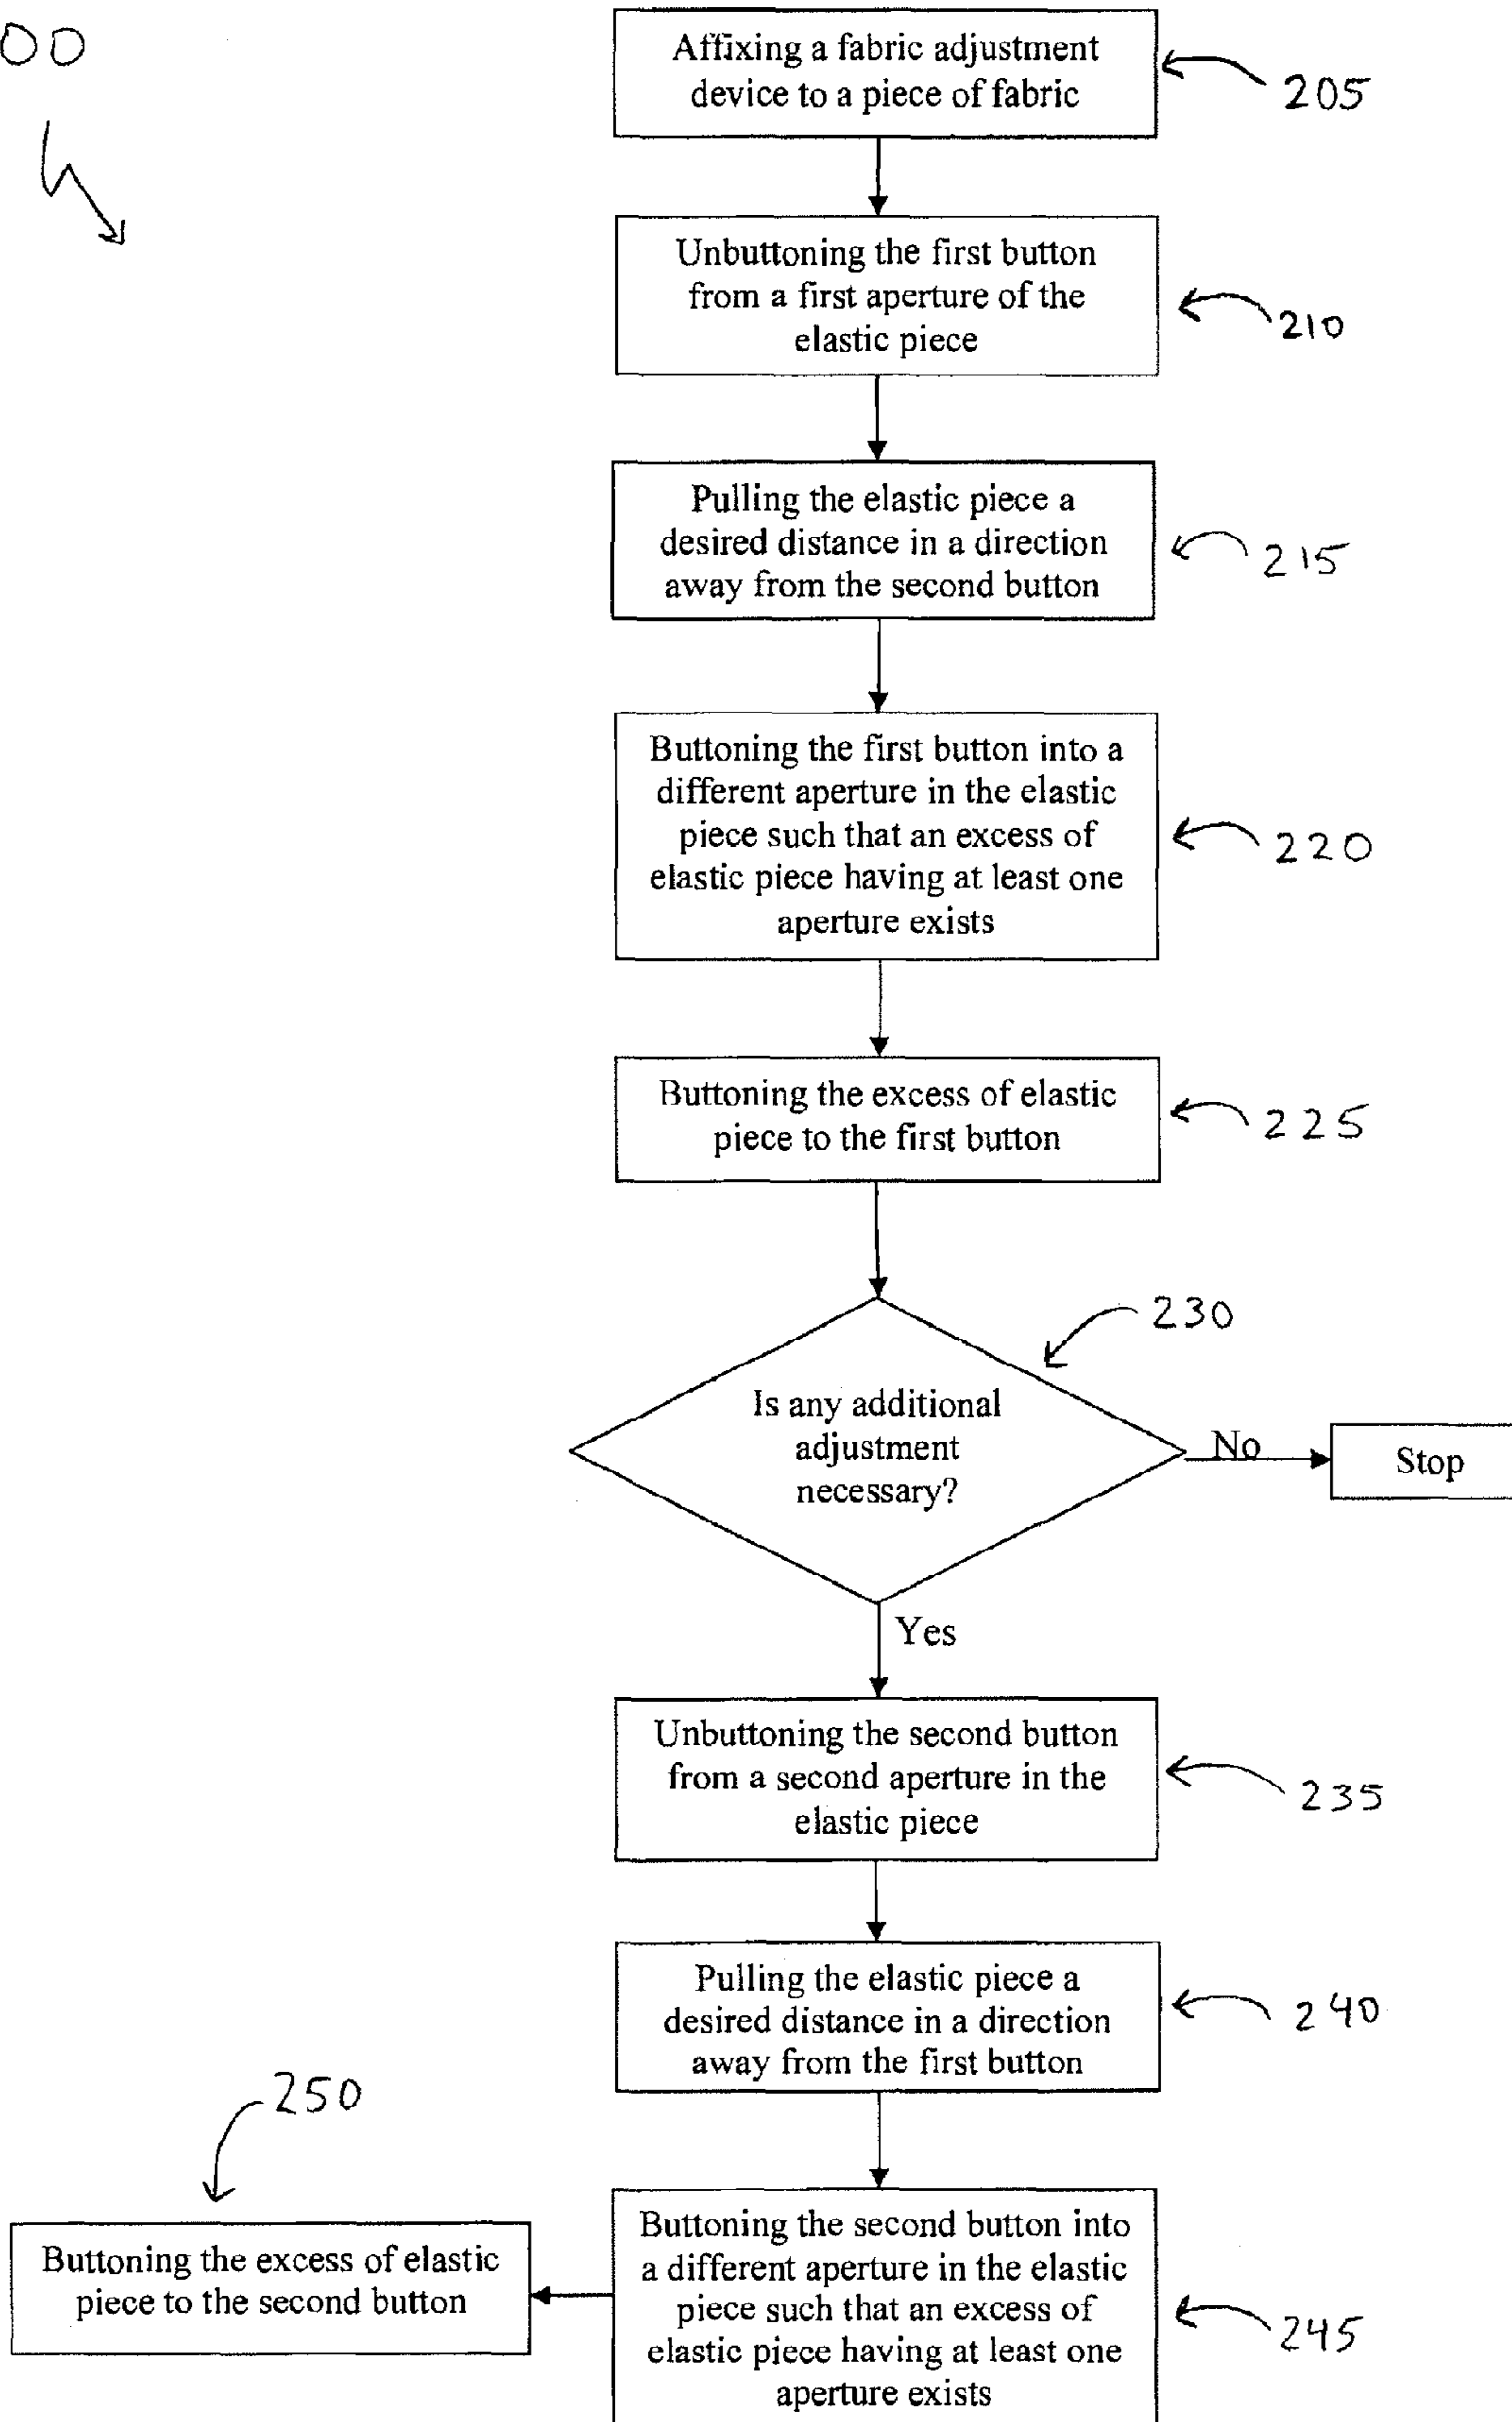 00
Affixing a fabric adjustment
device to a piece of fabric
205
Unbuttoning the first button
from a first aperture of the
elastic piece
210
Pulling the elastic piece a
desired distance in a direction
away from the second button
215
Buttoning the first button into a
different aperture in the elastic
piece such that an excess of
elastic piece having at least one
aperture exists
220
Buttoning the excess of elastic
piece to the first button
225
230
Is any additional
adjustment
necessary?
No
Stop
Yes
Unbuttoning the second button
from a second aperture in the
elastic piece
235
Pulling the elastic piece a
desired distance in a direction
away from the first button
240
250
Buttoning the excess of elastic
piece to the second button
Buttoning the second button into
a different aperture in the elastic
piece such that an excess of
elastic piece having at least one
aperture exists
245